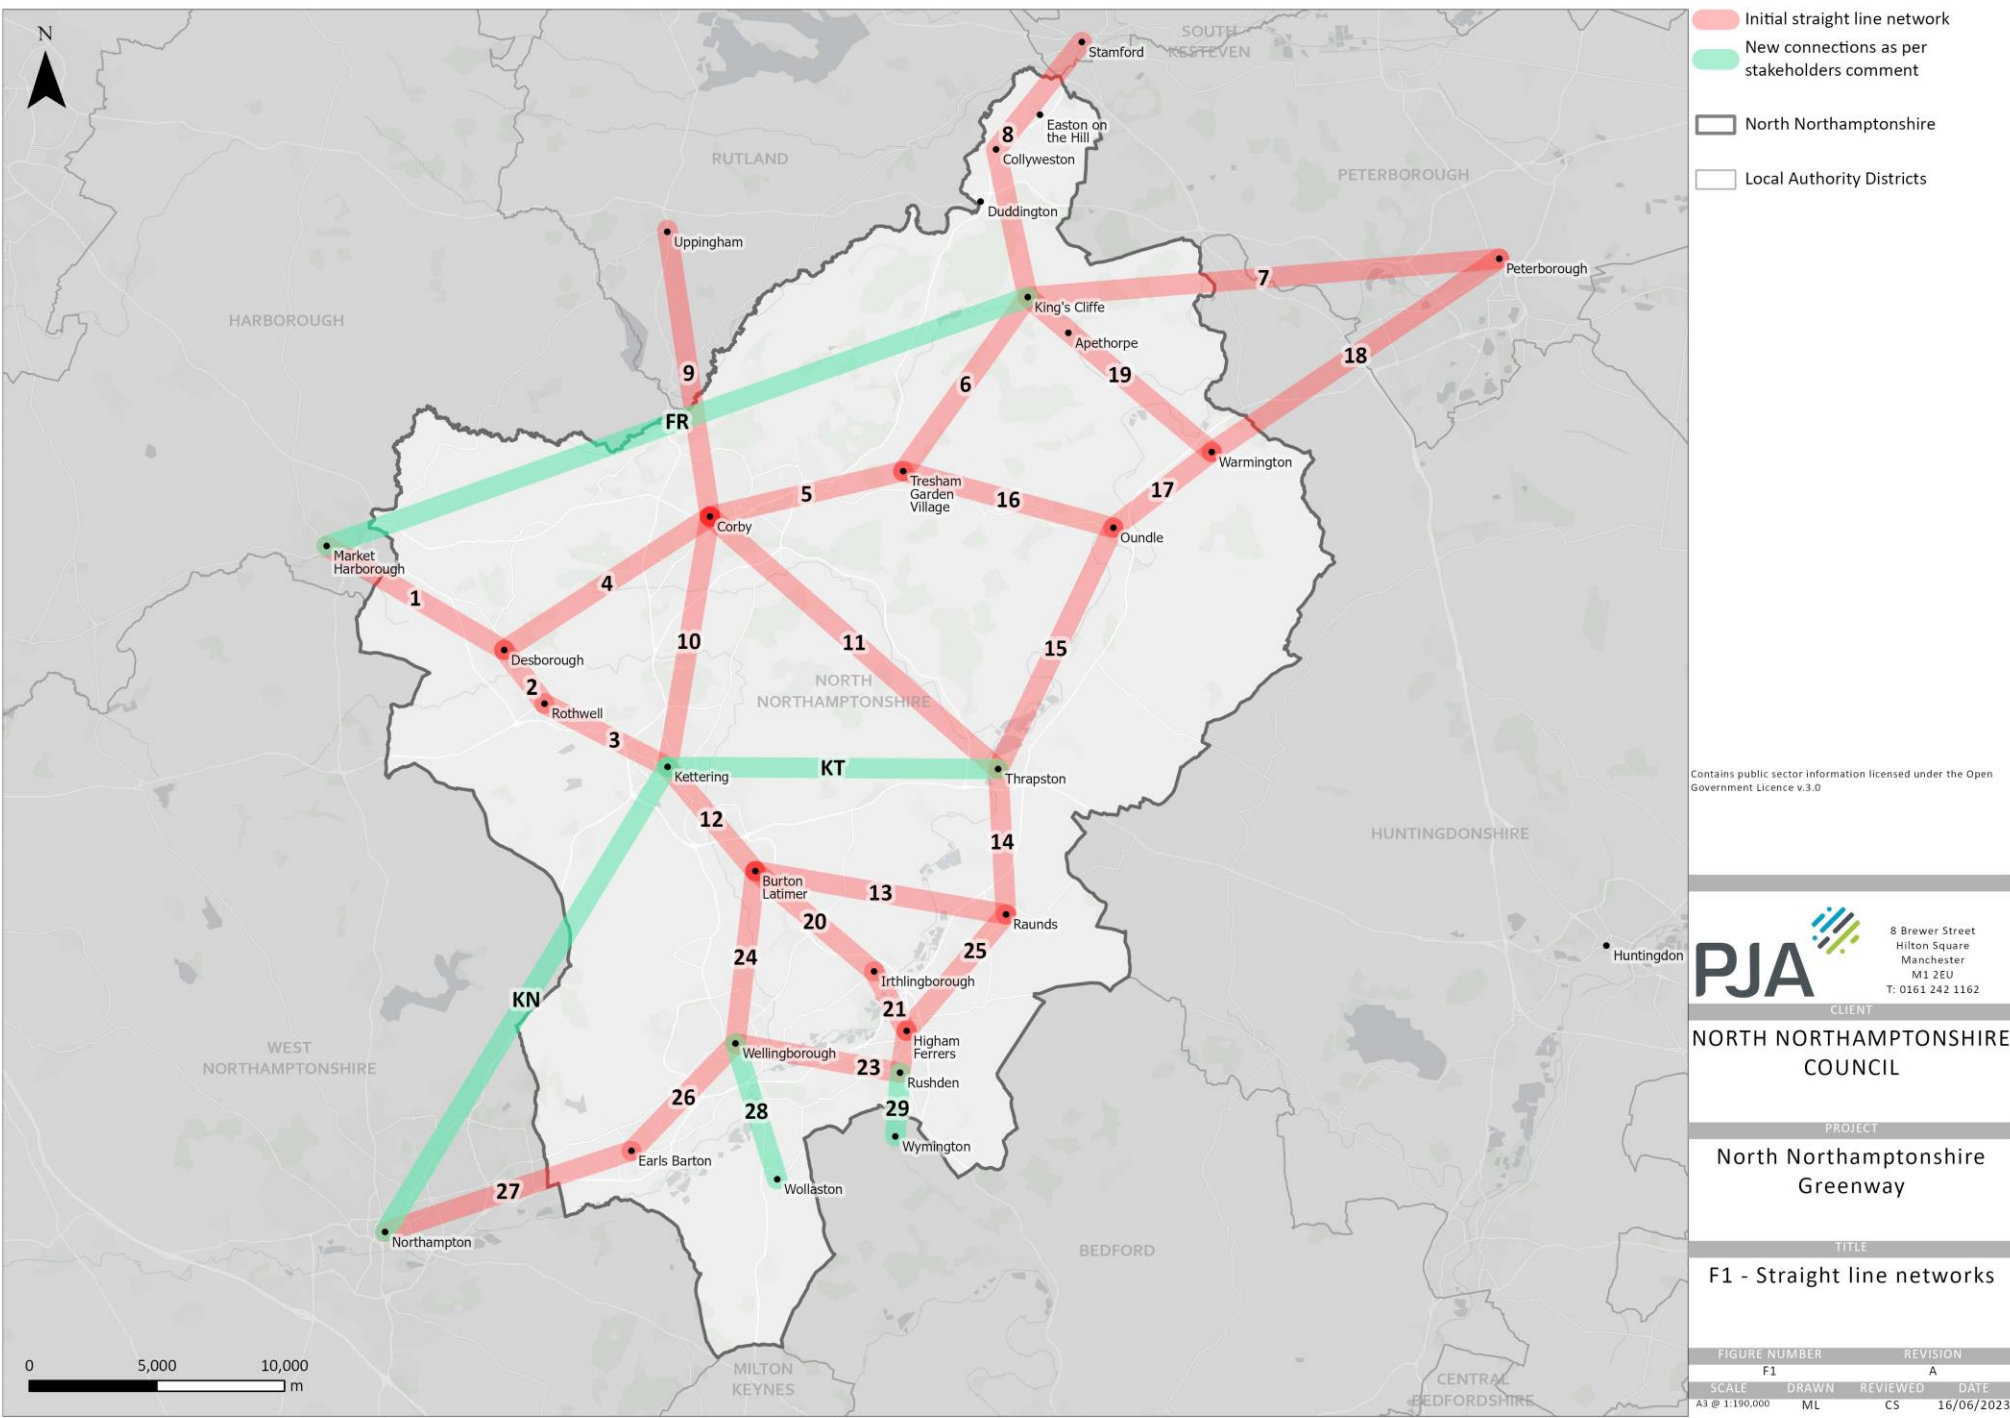 N
Stamford
SOUTH
KESTEVEN
Easton on
the Hill
8
Collyweston
RUTLAND
PETERBOROUGH
Duddington
Uppingham
Peterborough
7
King's Cliffe
HARBOROUGH
Apethorpe
18
9
6
19
FR
Warmington
Tresham
Garden
Village
5
16
17
Corby
Oundle
Market
Harborough
1
4
10
11
15
Desborough
NORTH
NORTHAMPTONSHIRE
2
Rothwell
3
Kettering
KT
Thrapston
12
14
HUNTINGDONSHIRE
Burton
Latimer
13
20
Raunds
24
25
Huntingdon
Irthlingborough
KN
21
Higham
Ferrers
WEST
NORTHAMPTONSHIRE
Wellingborough
23
Rushden
26
28
29
Wymington
Earls Barton
Wollaston
27
Northampton
BEDFORD
MILTON
KEYNES
CENTRAL
BEDFORDSHIRE
0
5,000
10,000
m
Initial straight line network
New connections as per
stakeholders comment
North Northamptonshire
Local Authority Districts
Contains public sector information licensed under the Open
Government Licence v.3.0
PJA
8 Brewer Street
Hilton Square
Manchester
M1 2EU
T: 0161 242 1162
CLIENT
NORTH NORTHAMPTONSHIRE
COUNCIL
PROJECT
North Northamptonshire
Greenway
TITLE
F1 - Straight line networks
FIGURE NUMBER
REVISION
F1
A
SCALE
DRAWN
REVIEWED
DATE
A3 @ 1:190,000
ML
CS
16/06/2023